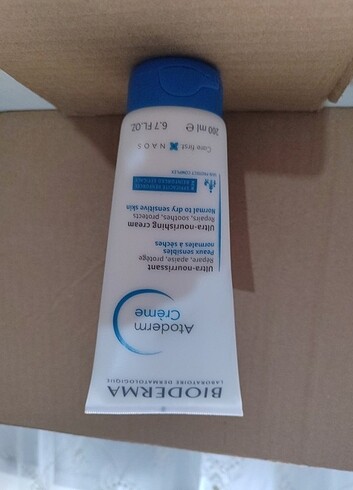 BIODERMA
LABORATOIRE DERMATOLOGIQUE
Atoderm
Crème
Ultra-nourrissant
Répare, apaise, protège
Peaux sensibles
normales à sèches
Ultra-nourishing cream
Repairs, soothes, protects
Normal to dry sensitive skin
Care first NAOS
200 ml ℮ 6.7 FL.OZ.